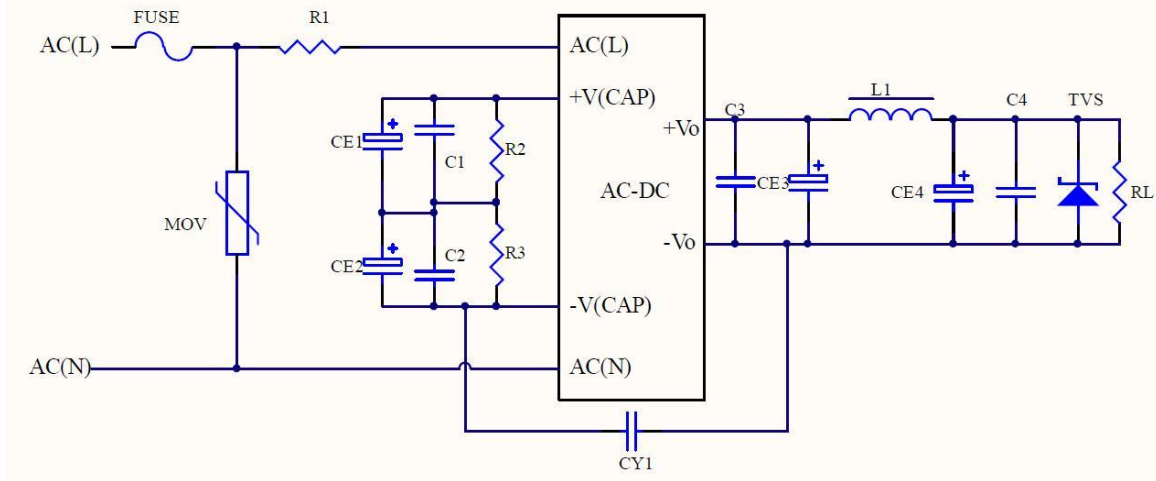 FUSE
R1
AC(L)
AC(L)
+V(CAP)
L1
C3
C4
TVS
+Vo
CE1
C1
R2
AC-DC
CE3
CE4
RL
MOV
CE2
C2
R3
-Vo
-V(CAP)
AC(N)
AC(N)
CY1